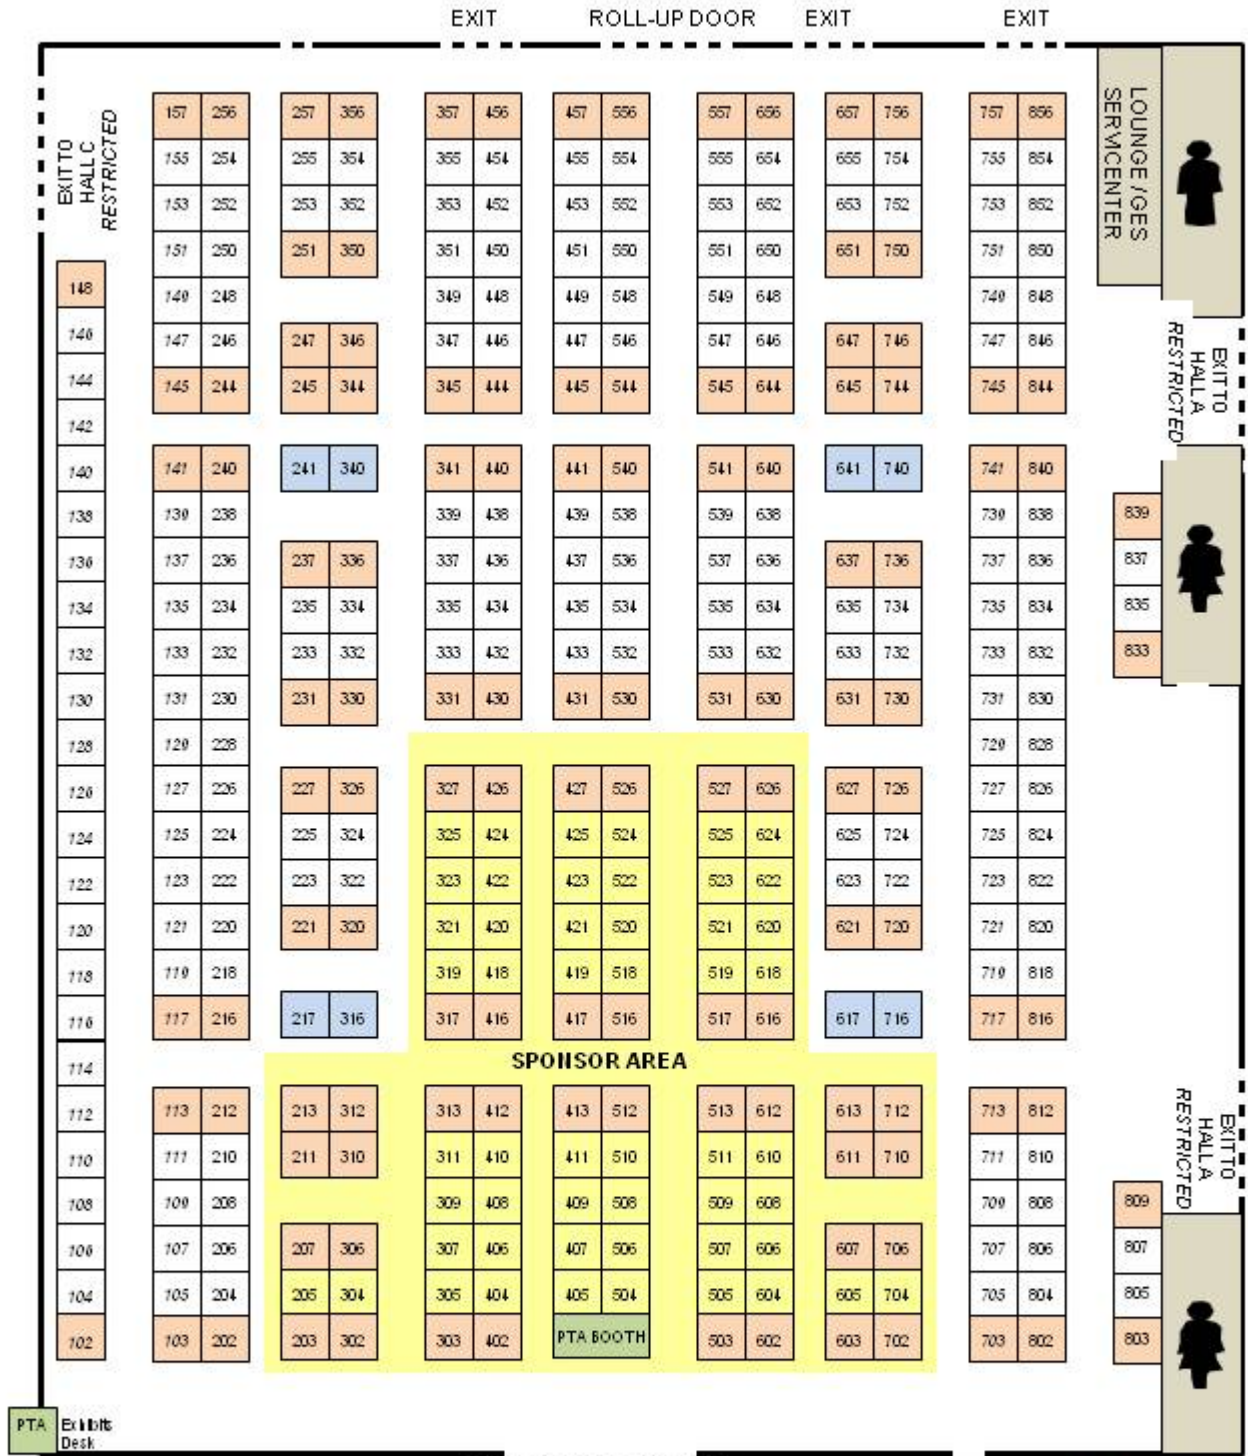 EXIT ROLL-UP DOOR EXIT EXIT
EXIT TO
HALL C
RESTRICTED
LOUNGE / GES
SERVICENTER
157 256 257 356 357 456 457 556 557 656 657 756 757 856
155 254 255 354 355 454 455 554 555 654 655 754 755 854
153 252 253 352 353 452 453 552 553 652 653 752 753 852
151 250 251 350 351 450 451 550 551 650 651 750 751 850
148 149 248 349 448 449 548 549 648 749 848
146 147 246 247 346 347 446 447 546 547 646 647 746 747 846
EXIT TO
HALL A
RESTRICTED
144 145 244 245 344 345 444 445 544 545 644 645 744 745 844
142
140 141 240 241 340 341 440 441 540 541 640 641 740 741 840
138 139 238 339 438 439 538 539 638 739 838 839
136 137 236 237 336 337 436 437 536 537 636 637 736 737 836 837
134 135 234 235 334 335 434 435 534 535 634 635 734 735 834 835
132 133 232 233 332 333 432 433 532 533 632 633 732 733 832 833
130 131 230 231 330 331 430 431 530 531 630 631 730 731 830
128 129 228 729 828
126 127 226 227 326 327 426 427 526 527 626 627 726 727 826
124 125 224 225 324 325 424 425 524 525 624 625 724 725 824
122 123 222 223 322 323 422 423 522 523 622 623 722 723 822
120 121 220 221 320 321 420 421 520 521 620 621 720 721 820
118 119 218 319 418 419 518 519 618 719 818
116 117 216 217 316 317 416 417 516 517 616 617 716 717 816
SPONSOR AREA
114
112 113 212 213 312 313 412 413 512 513 612 613 712 713 812
EXIT TO
HALL A
RESTRICTED
110 111 210 211 310 311 410 411 510 511 610 611 710 711 810
108 109 208 309 408 409 508 509 608 709 808 809
106 107 206 207 306 307 406 407 506 507 606 607 706 707 806 807
104 105 204 205 304 305 404 405 504 505 604 605 704 705 804 805
102 103 202 203 302 303 402 PTA BOOTH 503 602 603 702 703 802 803
PTA Exhibits
Desk